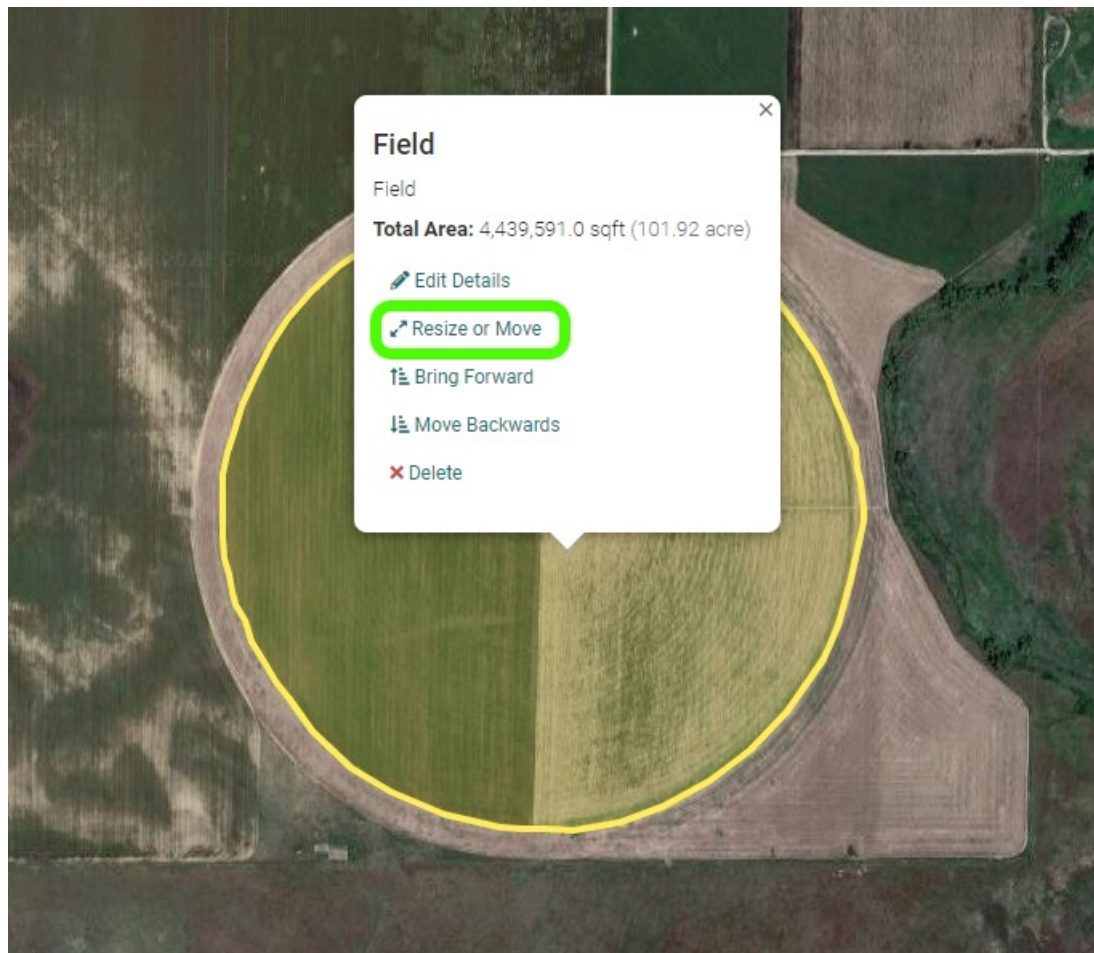 ×
Field
Field
Total Area: 4,439,591.0 sqft (101.92 acre)
Edit Details
Resize or Move
Bring Forward
Move Backwards
Delete